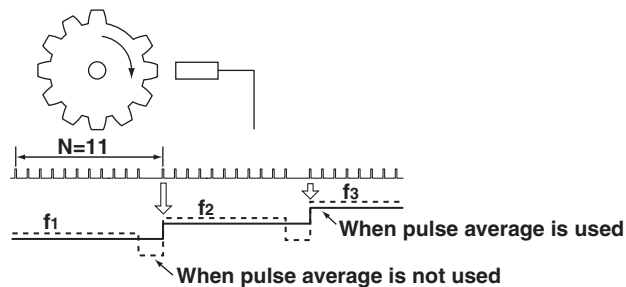 N=11
f1
f2
f3
When pulse average is used
When pulse average is not used